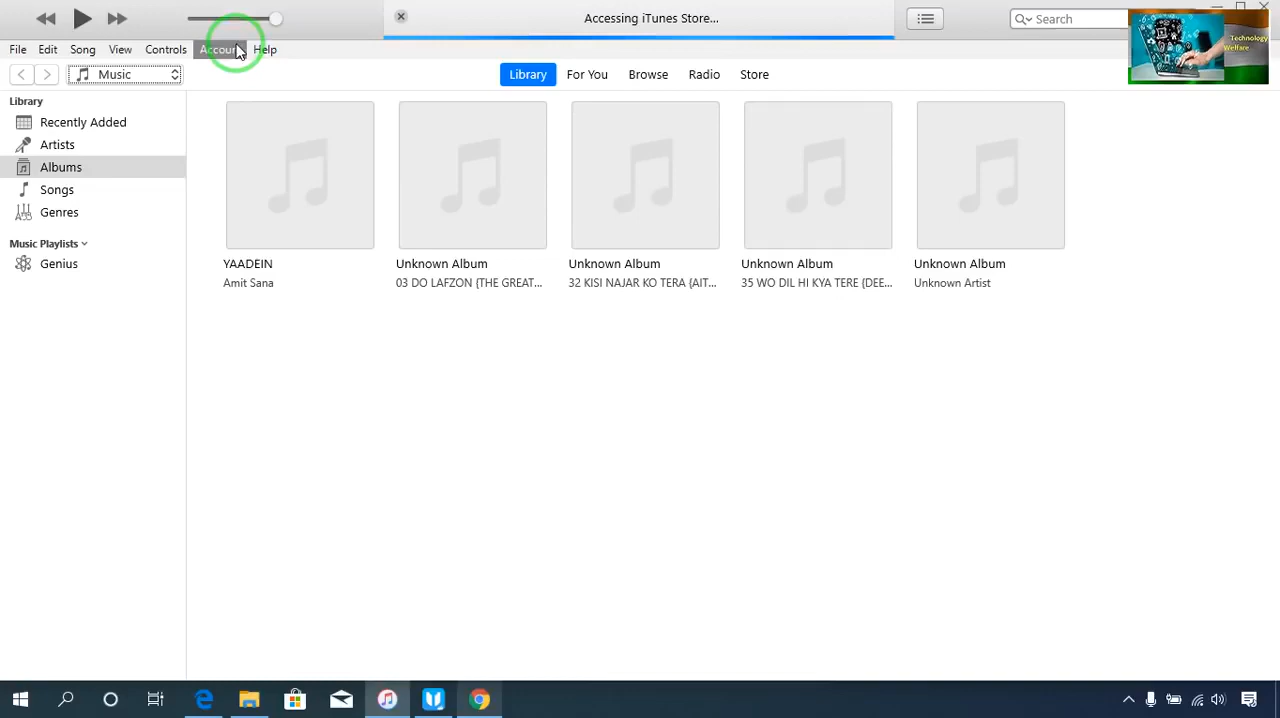 Accessing iTunes Store...
Search
Technology
Welfare
File Edit Song View Controls Account Help
Music
Library For You Browse Radio Store
Library
Recently Added
Artists
Albums
Songs
Genres
Music Playlists
Genius
YAADEIN
Amit Sana
Unknown Album
03 DO LAFZON {THE GREAT...
Unknown Album
32 KISI NAJAR KO TERA {AIT...
Unknown Album
35 WO DIL HI KYA TERE {DEE...
Unknown Album
Unknown Artist